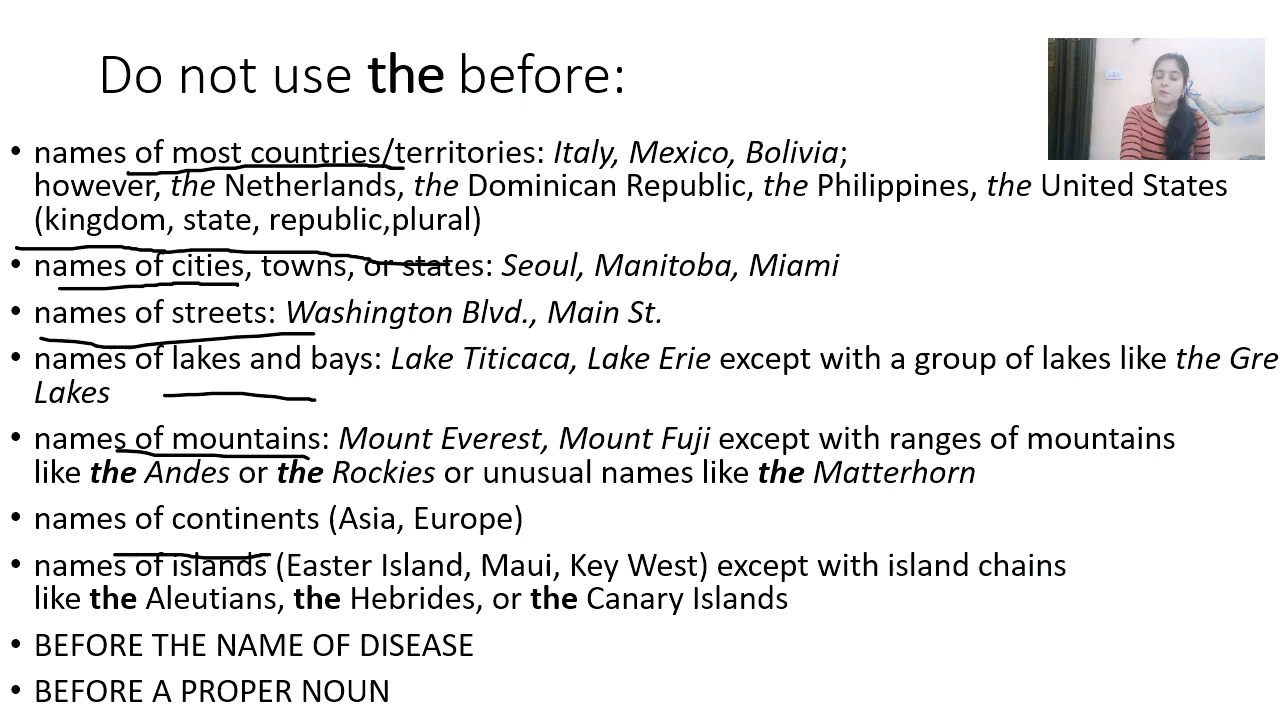 Do not use the before:
• names of most countries/territories: Italy, Mexico, Bolivia;
however, the Netherlands, the Dominican Republic, the Philippines, the United States
(kingdom, state, republic,plural)
• names of cities, towns, or states: Seoul, Manitoba, Miami
• names of streets: Washington Blvd., Main St.
• names of lakes and bays: Lake Titicaca, Lake Erie except with a group of lakes like the Gre
Lakes
• names of mountains: Mount Everest, Mount Fuji except with ranges of mountains
like the Andes or the Rockies or unusual names like the Matterhorn
• names of continents (Asia, Europe)
• names of islands (Easter Island, Maui, Key West) except with island chains
like the Aleutians, the Hebrides, or the Canary Islands
• BEFORE THE NAME OF DISEASE
• BEFORE A PROPER NOUN